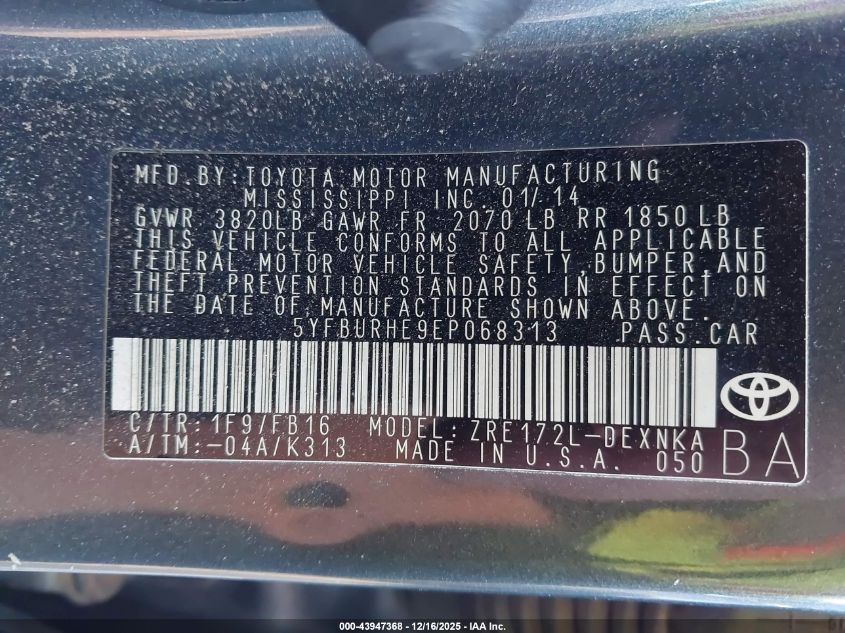 MFD.BY:TOYOTA MOTOR MANUFACTURING
MISSISSIPPI INC. 01/14
GVWR 3820LB GAWR FR 2070 LB RR 1850 LB
THIS VEHICLE CONFORMS TO ALL APPLICABLE
FEDERAL MOTOR VEHICLE SAFETY,BUMPER,AND
THEFT PREVENTION STANDARDS IN EFFECT ON
THE DATE OF MANUFACTURE SHOWN ABOVE.
5YFBURHE9EP068313 PASS.CAR
C/TR: 1F9/FB16 MODEL: ZRE172L-DEXNKA
A/TM:-04A/K313 MADE IN U.S.A. 050 BA
000-43947368 - 12/16/2025 - IAA Inc.